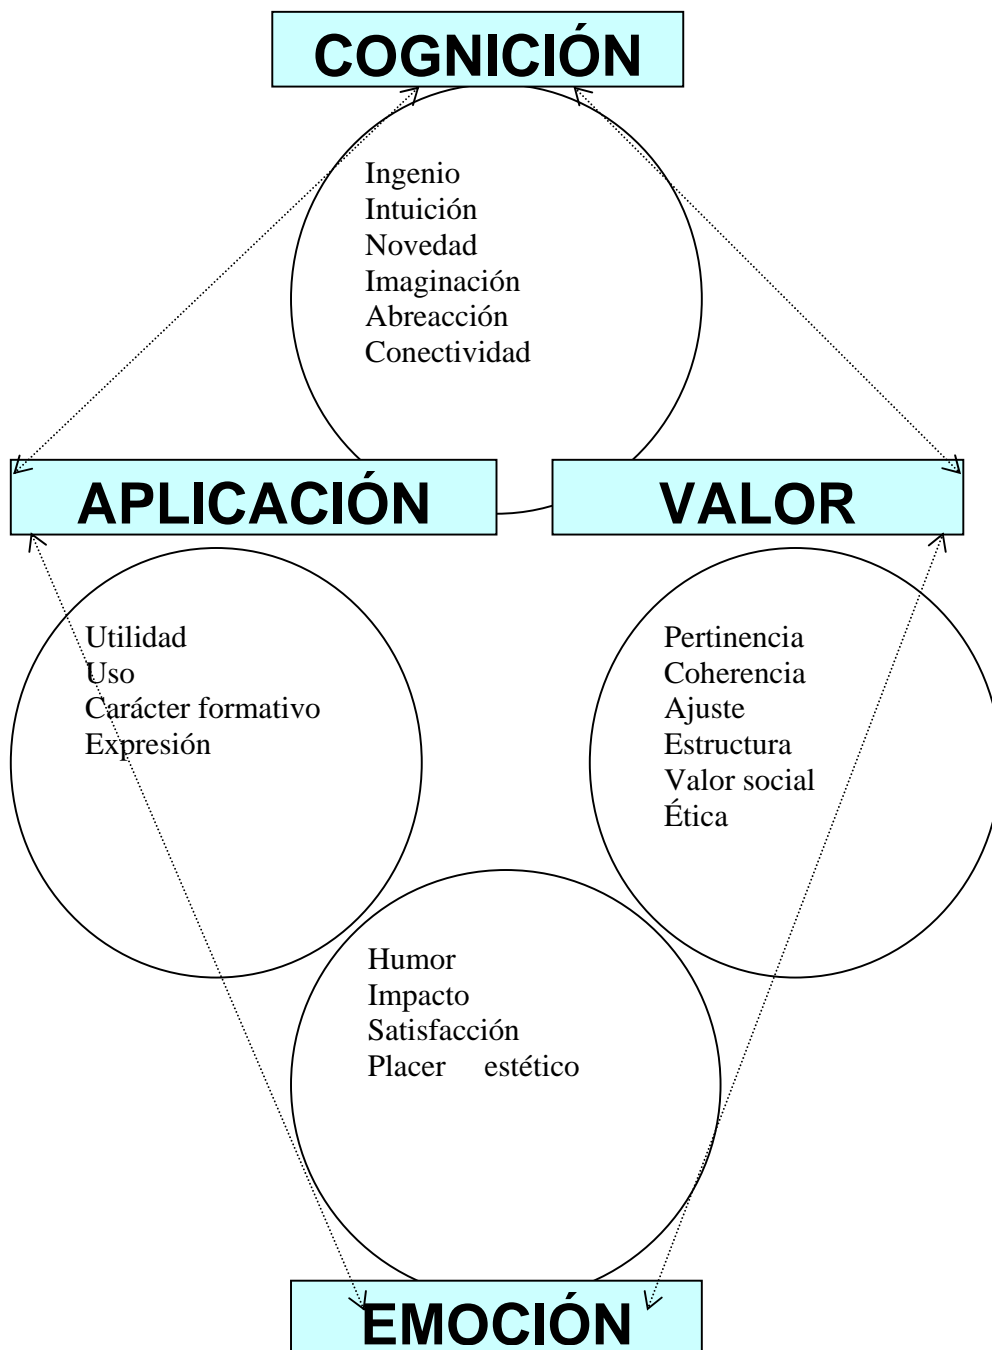 COGNICIÓN
Ingenio
Intuición
Novedad
Imaginación
Abreacción
Conectividad
APLICACIÓN
VALOR
Utilidad
Uso
Carácter formativo
Expresión
Pertinencia
Coherencia
Ajuste
Estructura
Valor social
Ética
Humor
Impacto
Satisfacción
Placer estético
EMOCIÓN